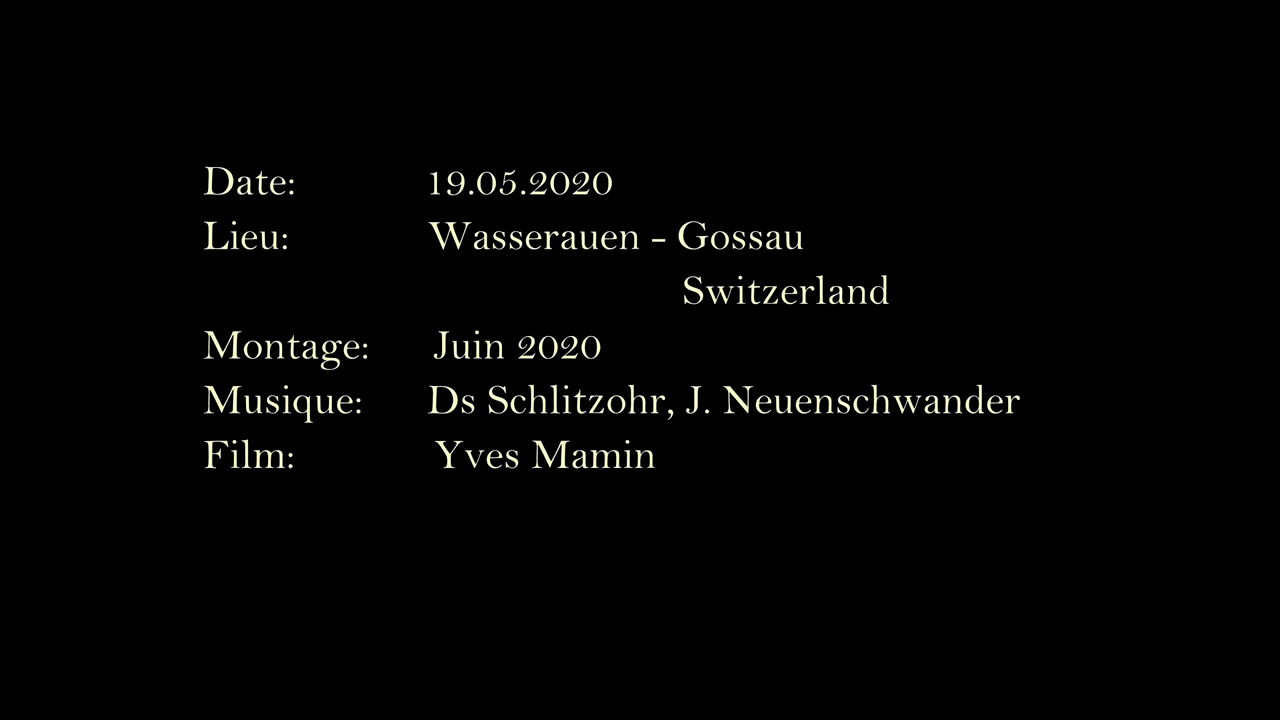 Date: 19.05.2020
Lieu: Wasserauen - Gossau
Switzerland
Montage: Juin 2020
Musique: Ds Schlitzohr, J. Neuenschwander
Film: Yves Mamin